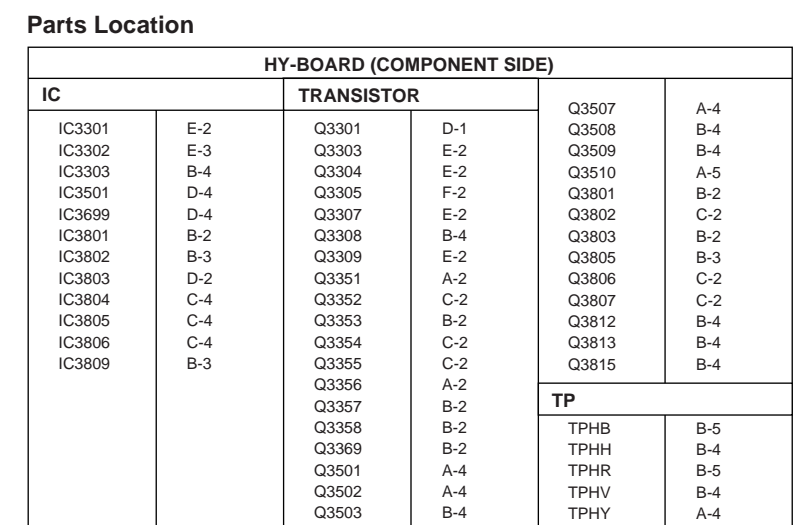 Parts Location
HY-BOARD (COMPONENT SIDE)
IC
IC3301 E-2
IC3302 E-3
IC3303 B-4
IC3501 D-4
IC3699 D-4
IC3801 B-2
IC3802 B-3
IC3803 D-2
IC3804 C-4
IC3805 C-4
IC3806 C-4
IC3809 B-3
TRANSISTOR
Q3301 D-1
Q3303 E-2
Q3304 E-2
Q3305 F-2
Q3307 E-2
Q3308 B-4
Q3309 E-2
Q3351 A-2
Q3352 C-2
Q3353 B-2
Q3354 C-2
Q3355 C-2
Q3356 A-2
Q3357 B-2
Q3358 B-2
Q3369 B-2
Q3501 A-4
Q3502 A-4
Q3503 B-4
Q3507 A-4
Q3508 B-4
Q3509 B-4
Q3510 A-5
Q3801 B-2
Q3802 C-2
Q3803 B-2
Q3805 B-3
Q3806 C-2
Q3807 C-2
Q3812 B-4
Q3813 B-4
Q3815 B-4
TP
TPHB B-5
TPHH B-4
TPHR B-5
TPHV B-4
TPHY A-4